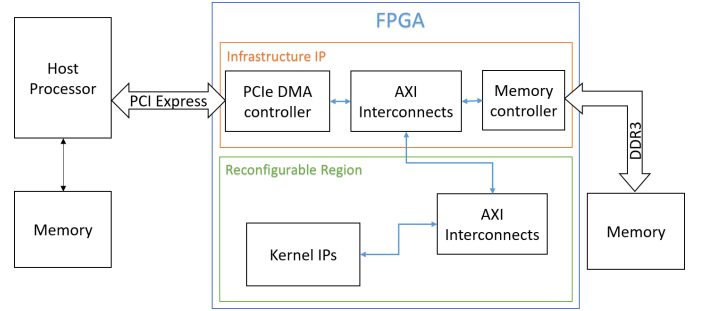 FPGA
Host
Processor
Infrastructure IP
PCI Express
PCIe DMA
controller
AXI
Interconnects
Memory
controller
DDR3
Reconfigurable Region
Memory
AXI
Interconnects
Memory
Kernel IPs